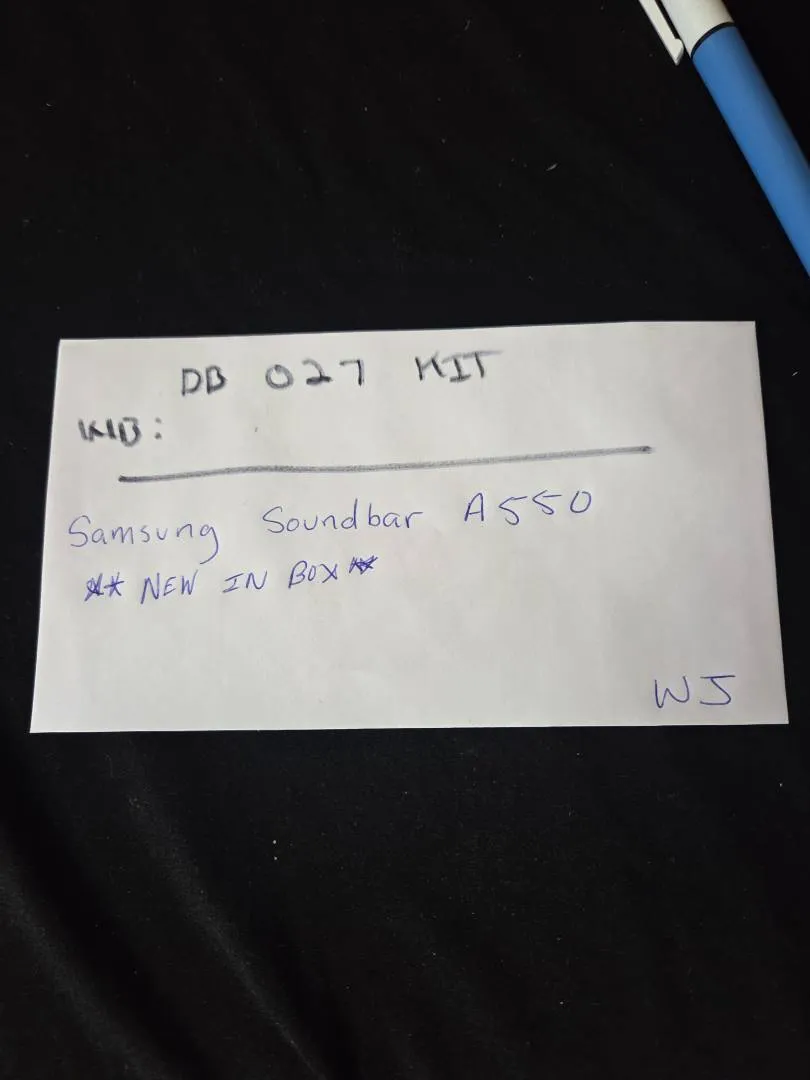 DB 027 KIT
KIB:
Samsung Soundbar A550
** NEW IN BOX **
WJ